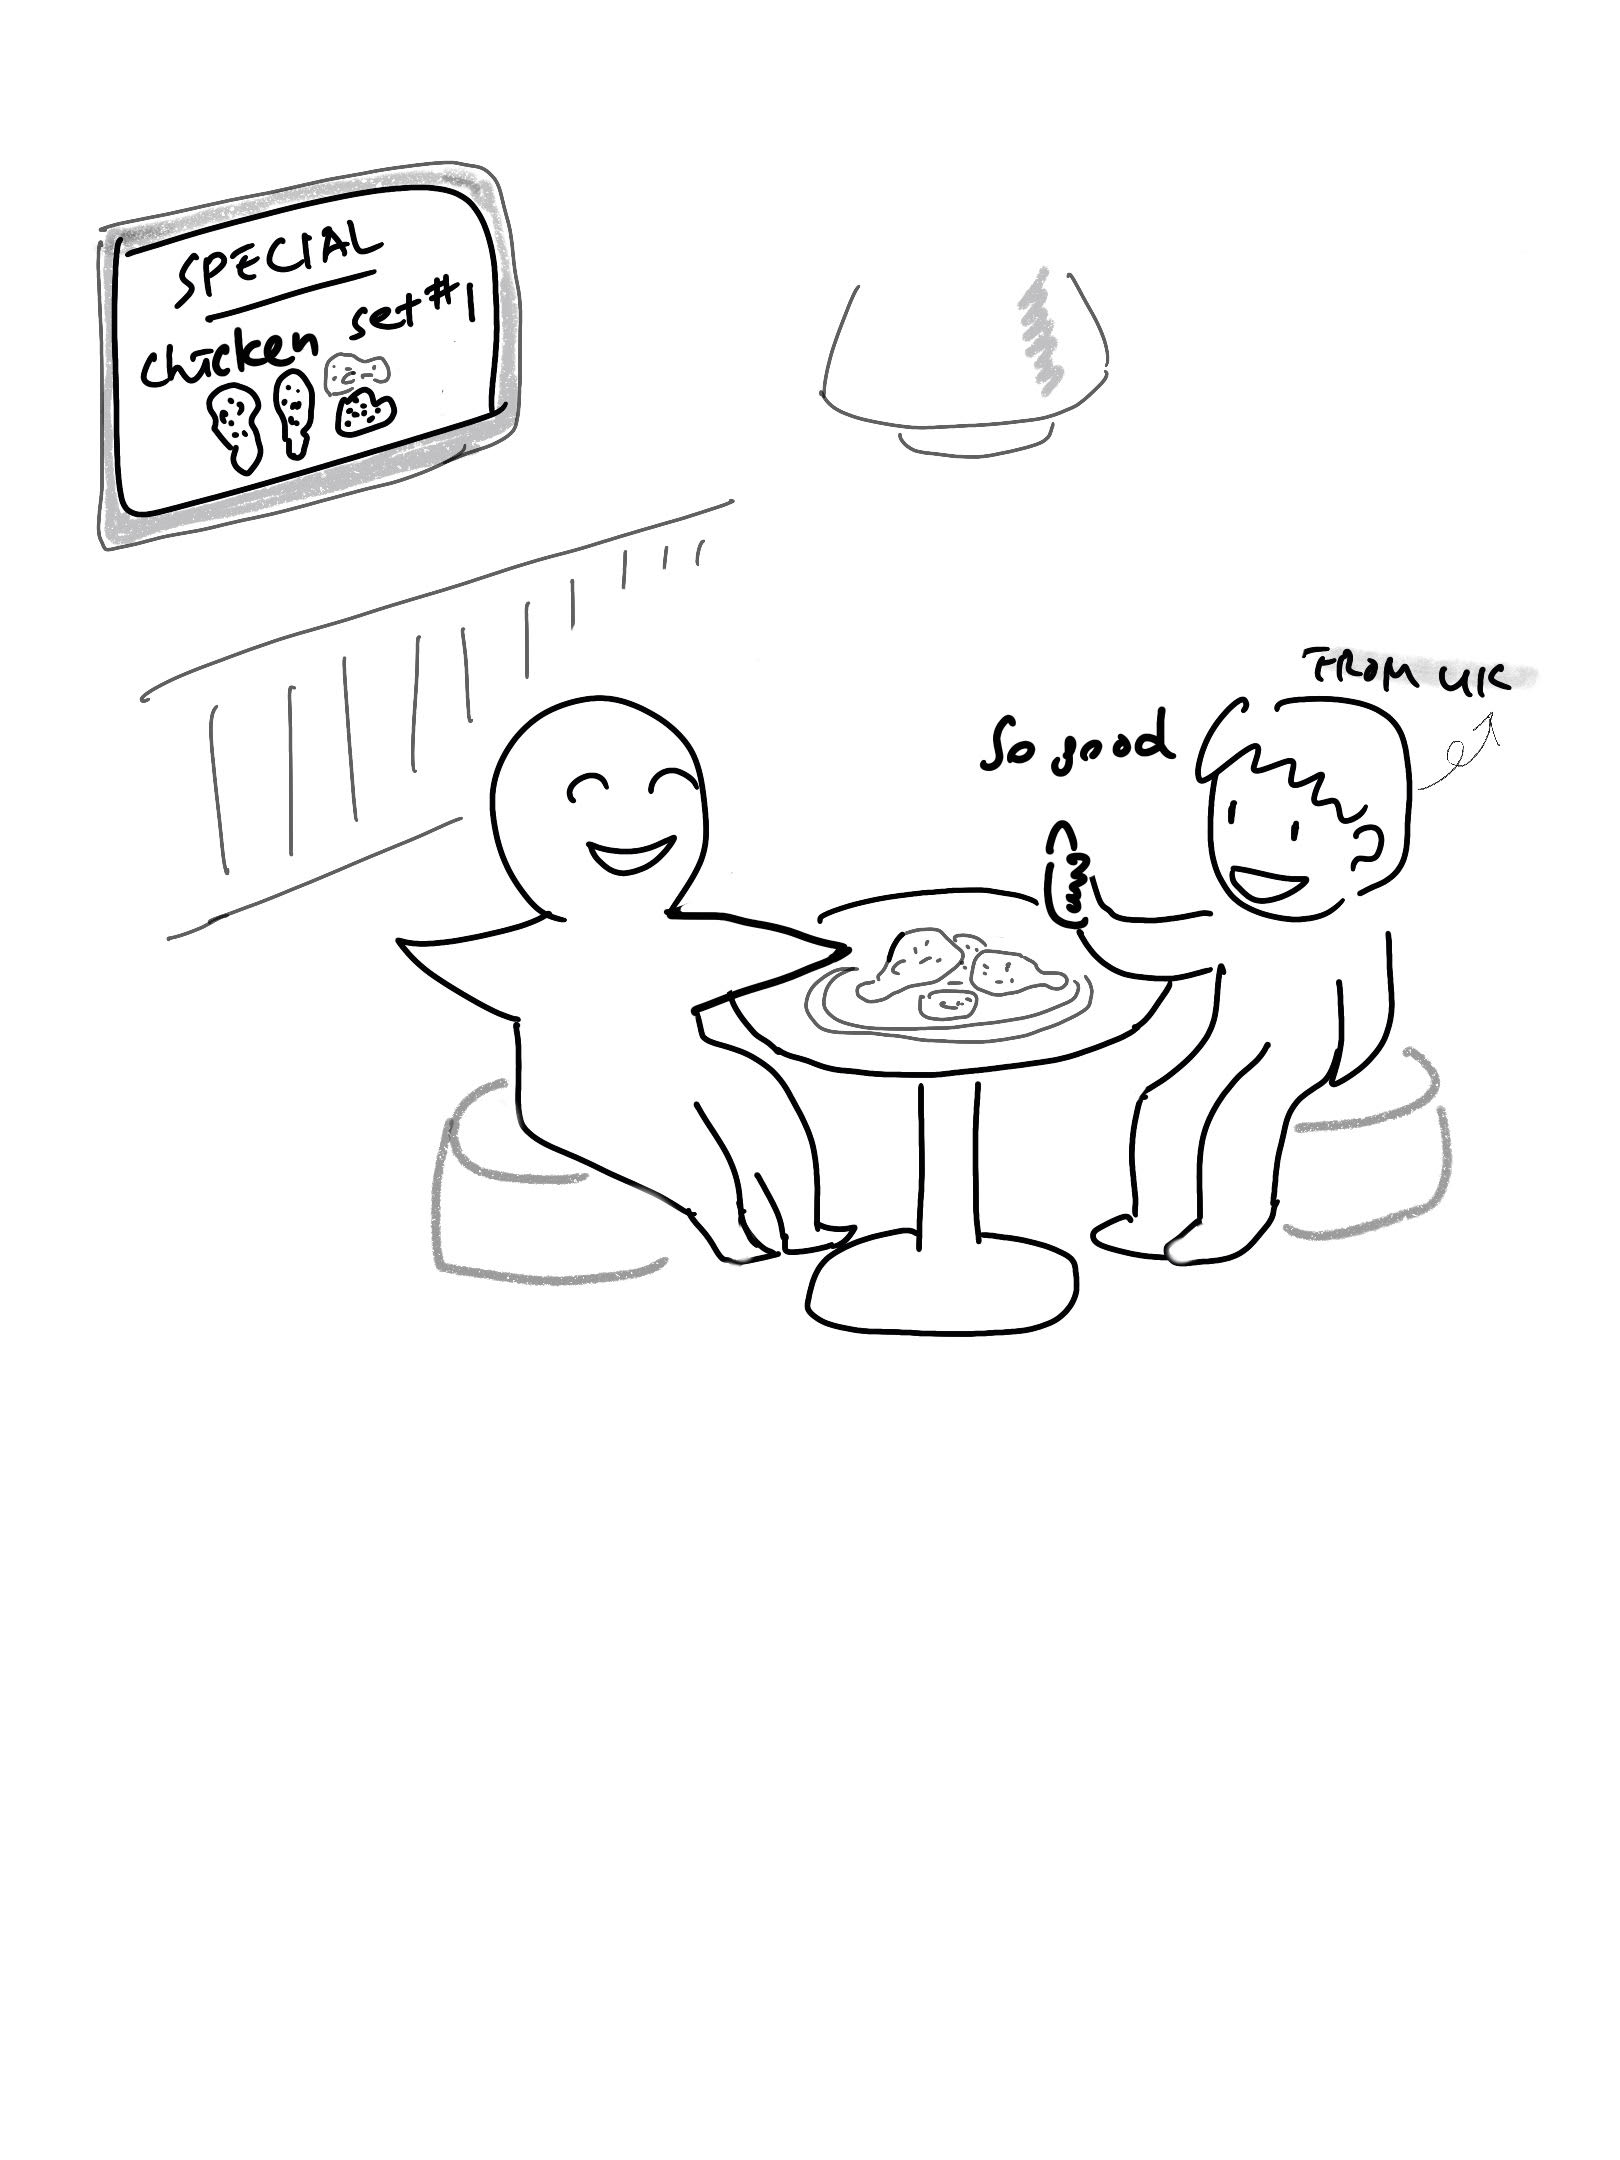 SPECIAL
chicken set #1
FROM UK
So good